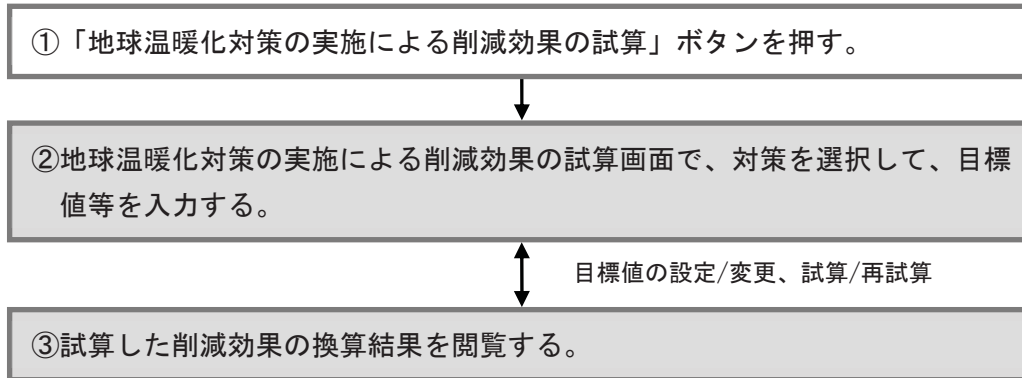 ①「地球温暖化対策の実施による削減効果の試算」ボタンを押す。
②地球温暖化対策の実施による削減効果の試算画面で、対策を選択して、目標
値等を入力する。
目標値の設定/変更、試算/再試算
③試算した削減効果の換算結果を閲覧する。